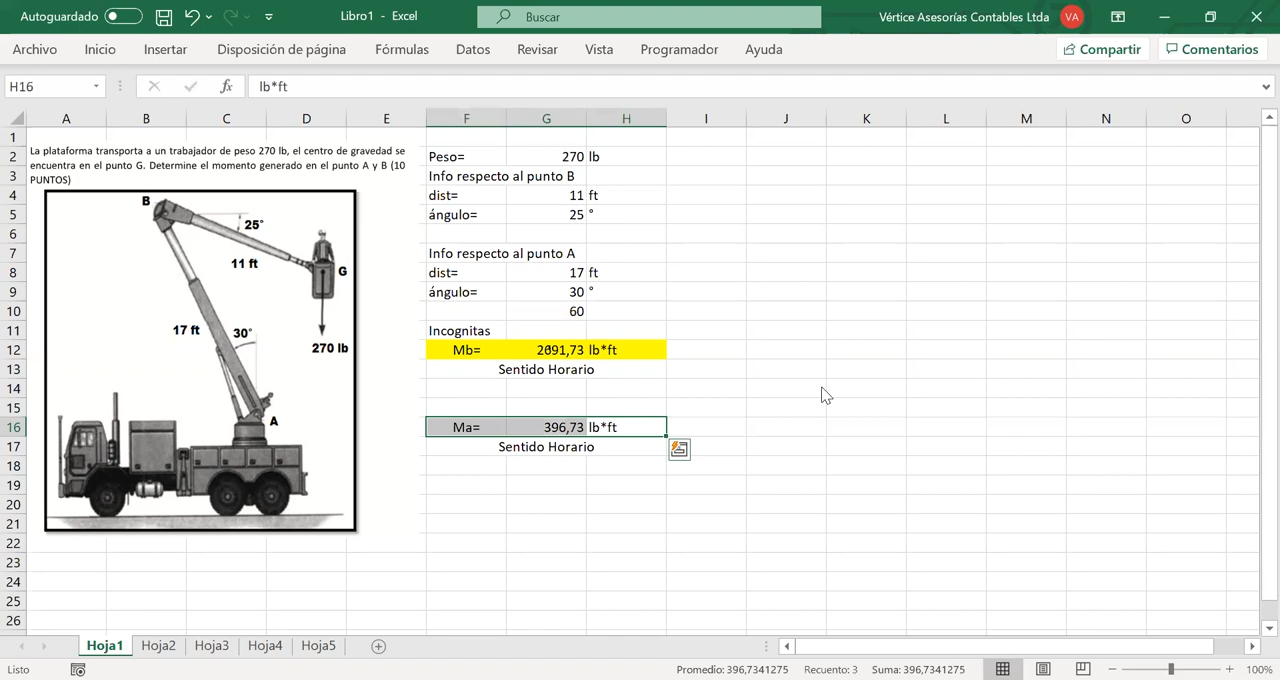 Autoguardado
Libro1 - Excel
Buscar
Vértice Asesorías Contables Ltda
VA
Archivo
Inicio
Insertar
Disposición de página
Fórmulas
Datos
Revisar
Vista
Programador
Ayuda
Compartir
Comentarios
H16
fx
lb*ft
A B C D E F G H I J K L M N O
1
La plataforma transporta a un trabajador de peso 270 lb, el centro de gravedad se
2 Peso= 270 lb
encuentra en el punto G. Determine el momento generado en el punto A y B (10
3 Info respecto al punto B
PUNTOS)
4 dist= 11 ft
5 ángulo= 25 °
6
7 Info respecto al punto A
8 dist= 17 ft
9 ángulo= 30 °
10 60
11 Incognitas
12 Mb= 2691,73 lb*ft
13 Sentido Horario
14
15
16 Ma= 396,73 lb*ft
17 Sentido Horario
18
19
20
21
22
23
24
25
26
B
25°
11 ft
G
17 ft
30°
270 lb
A
Hoja1 Hoja2 Hoja3 Hoja4 Hoja5
Listo
Promedio: 396,7341275
Recuento: 3
Suma: 396,7341275
100%